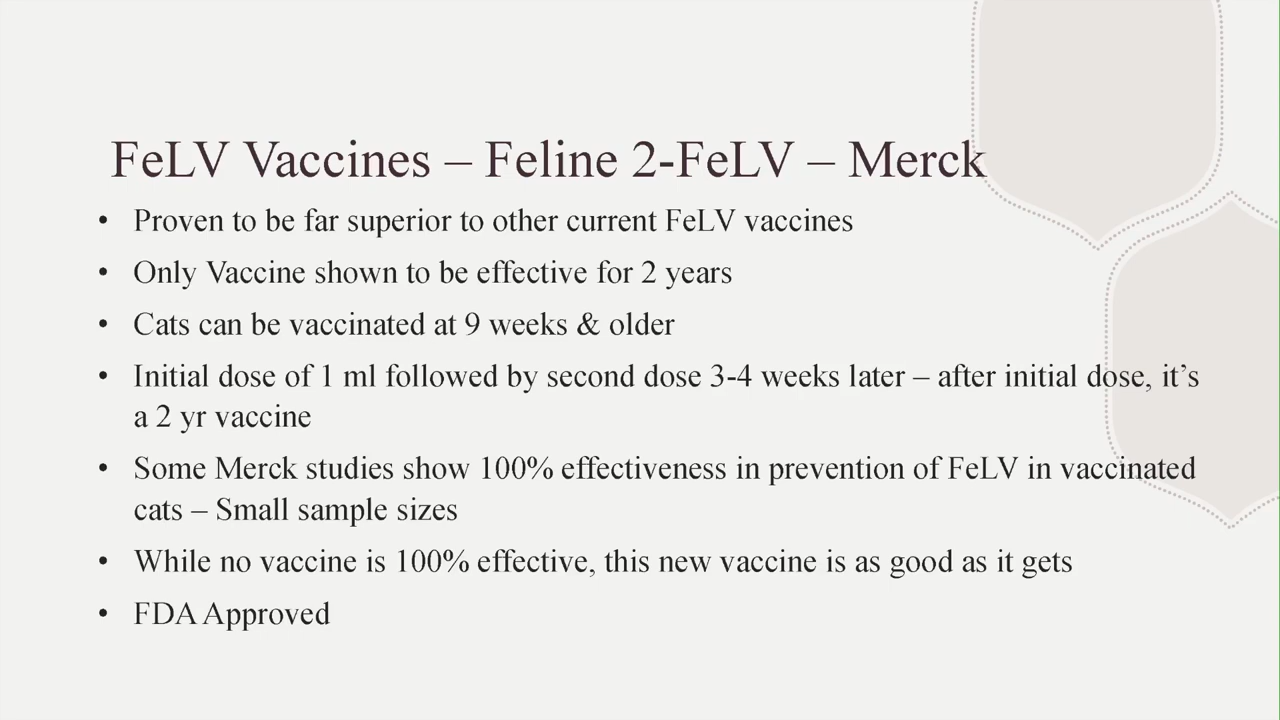 FeLV Vaccines – Feline 2-FeLV – Merck
• Proven to be far superior to other current FeLV vaccines
• Only Vaccine shown to be effective for 2 years
• Cats can be vaccinated at 9 weeks & older
• Initial dose of 1 ml followed by second dose 3-4 weeks later – after initial dose, it’s
a 2 yr vaccine
• Some Merck studies show 100% effectiveness in prevention of FeLV in vaccinated
cats – Small sample sizes
• While no vaccine is 100% effective, this new vaccine is as good as it gets
• FDA Approved